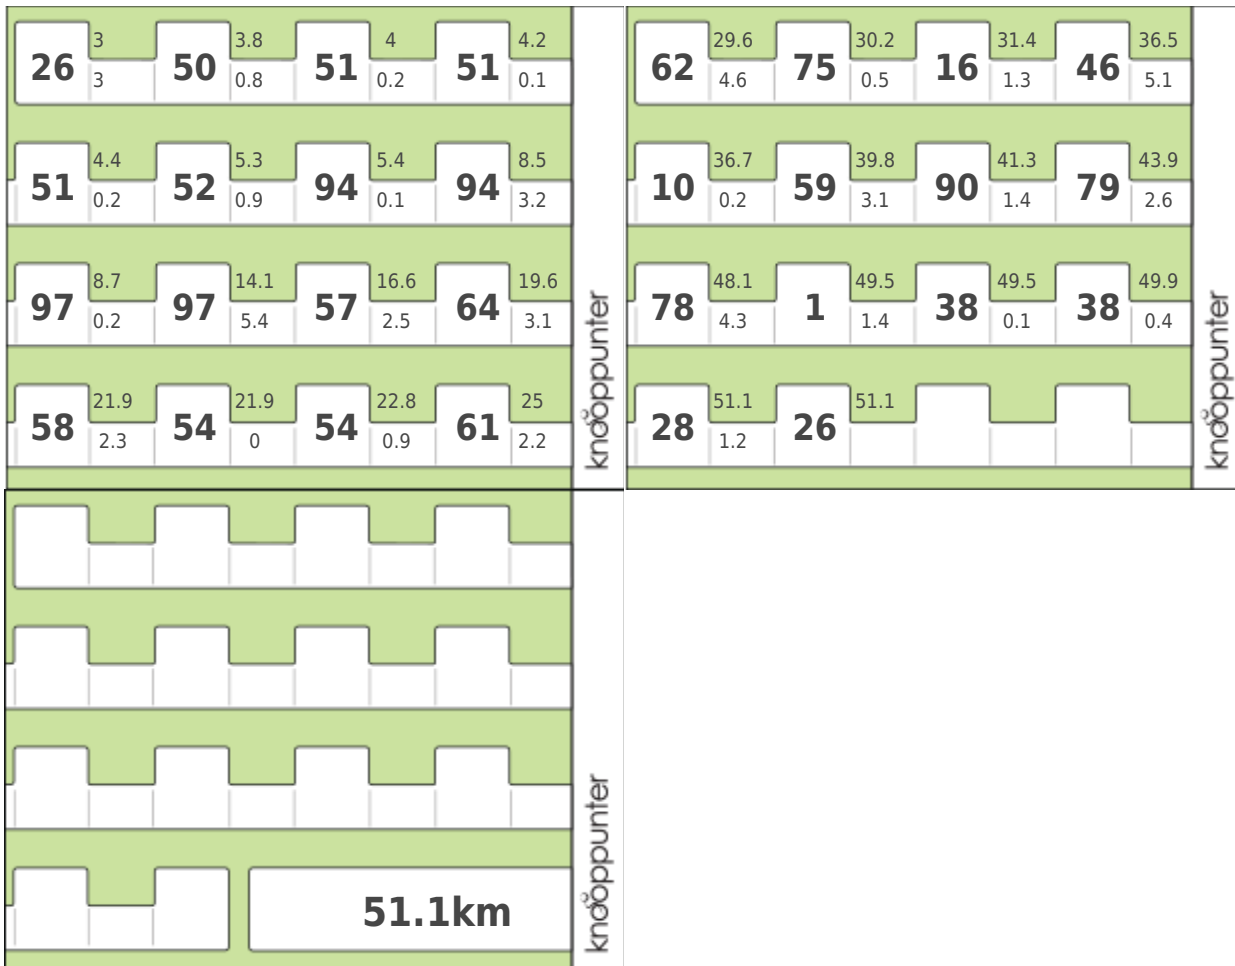 3 3.8 4 4.2
26 50 51 51
3 0.8 0.2 0.1
4.4 5.3 5.4 8.5
51 52 94 94
0.2 0.9 0.1 3.2
8.7 14.1 16.6 19.6
97 97 57 64
0.2 5.4 2.5 3.1
21.9 21.9 22.8 25
58 54 54 61
2.3 0 0.9 2.2
knooppunter
29.6 30.2 31.4 36.5
62 75 16 46
4.6 0.5 1.3 5.1
36.7 39.8 41.3 43.9
10 59 90 79
0.2 3.1 1.4 2.6
48.1 49.5 49.5 49.9
78 1 38 38
4.3 1.4 0.1 0.4
51.1 51.1
28 26
1.2
knooppunter
51.1km
knooppunter